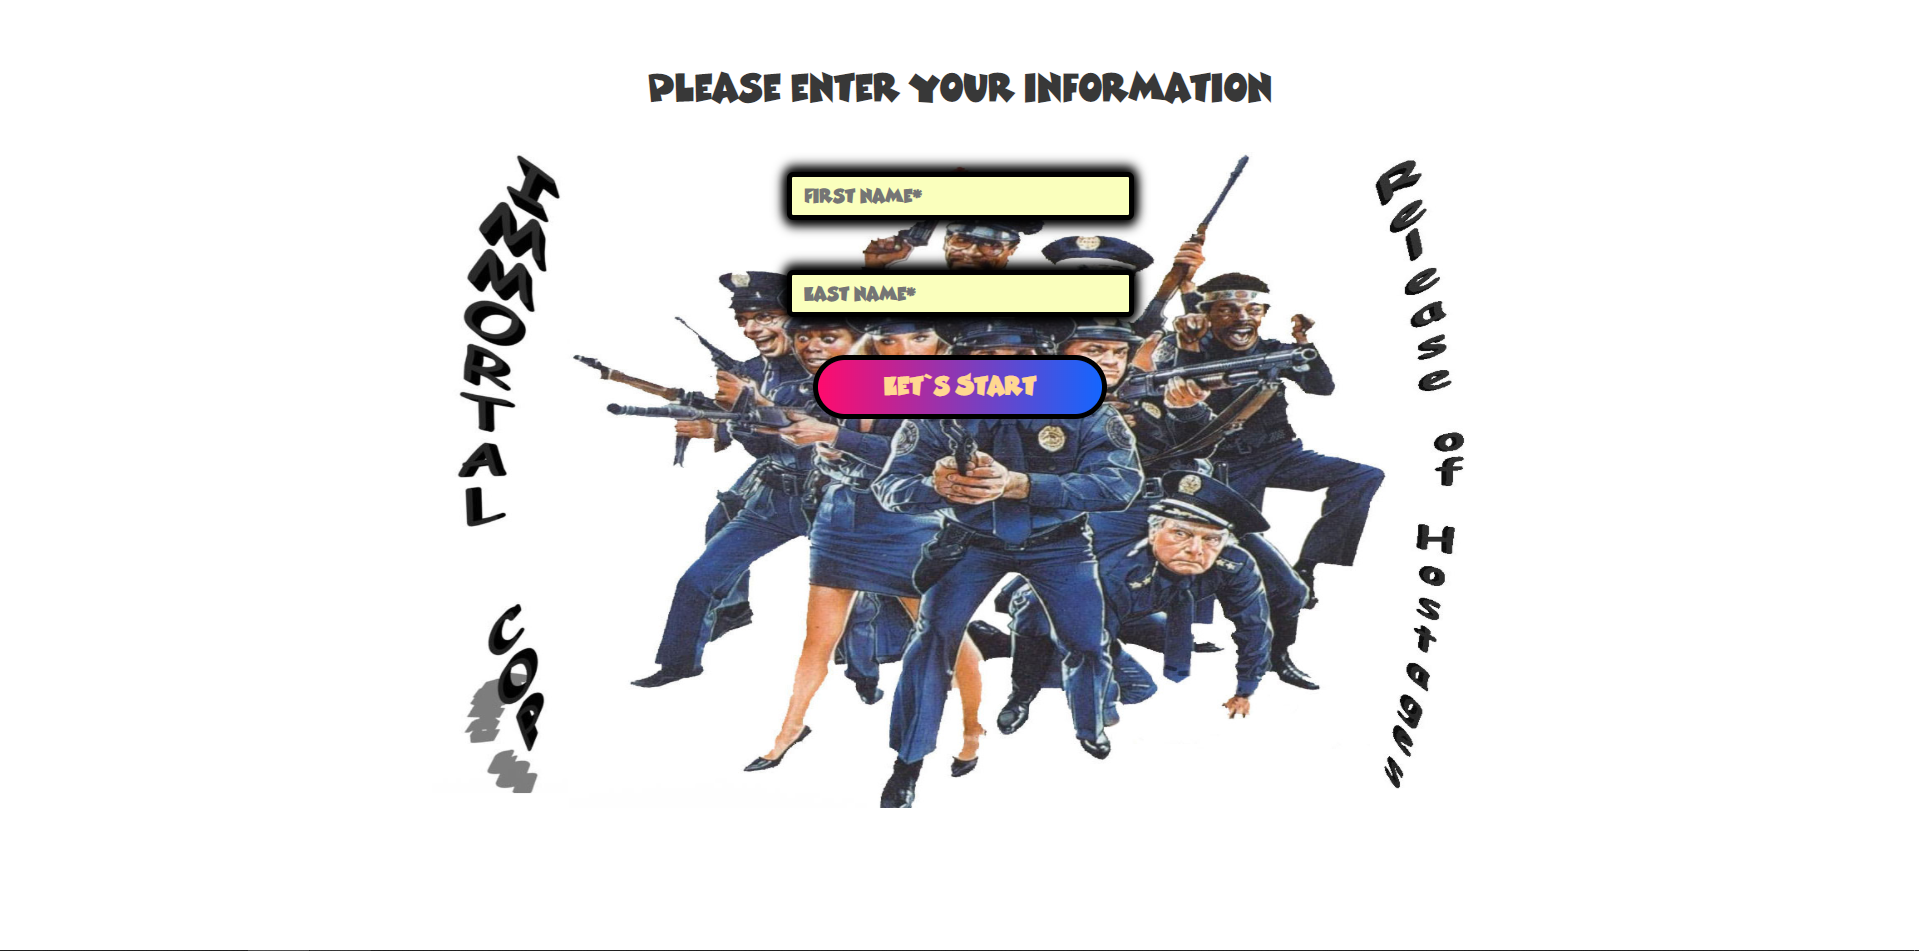 PLEASE ENTER YOUR INFORMATION
IMMORTAL COP
FIRST NAME*
LAST NAME*
LET`S START
Release of Hostages